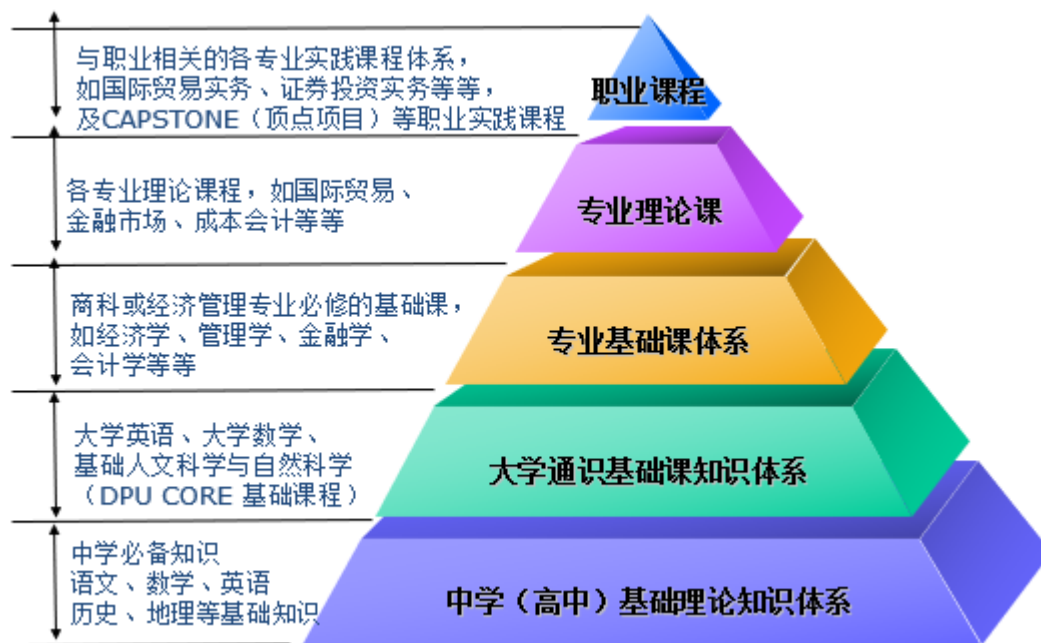 与职业相关的各专业实践课程体系，
如国际贸易实务、证券投资实务等等，
及CAPSTONE（顶点项目）等职业实践课程
职业课程
各专业理论课程，如国际贸易、
金融市场、成本会计等等
专业理论课
商科或经济管理专业必修的基础课，
如经济学、管理学、金融学、
会计学等等
专业基础课体系
大学英语、大学数学、
基础人文科学与自然科学
（DPU CORE 基础课程）
大学通识基础课知识体系
中学必备知识
语文、数学、英语
历史、地理等基础知识
中学（高中）基础理论知识体系